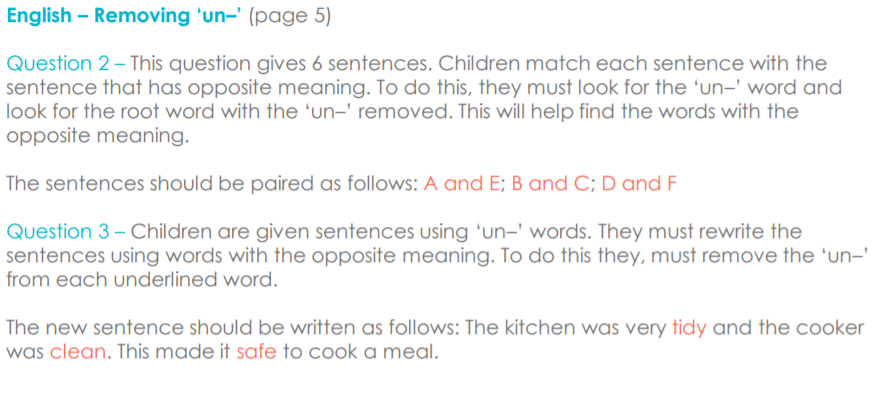 English – Removing ‘un–’ (page 5)
Question 2 – This question gives 6 sentences. Children match each sentence with the
sentence that has opposite meaning. To do this, they must look for the ‘un–’ word and
look for the root word with the ‘un–’ removed. This will help find the words with the
opposite meaning.
The sentences should be paired as follows: A and E; B and C; D and F
Question 3 – Children are given sentences using ‘un–’ words. They must rewrite the
sentences using words with the opposite meaning. To do this they, must remove the ‘un–’
from each underlined word.
The new sentence should be written as follows: The kitchen was very tidy and the cooker
was clean. This made it safe to cook a meal.